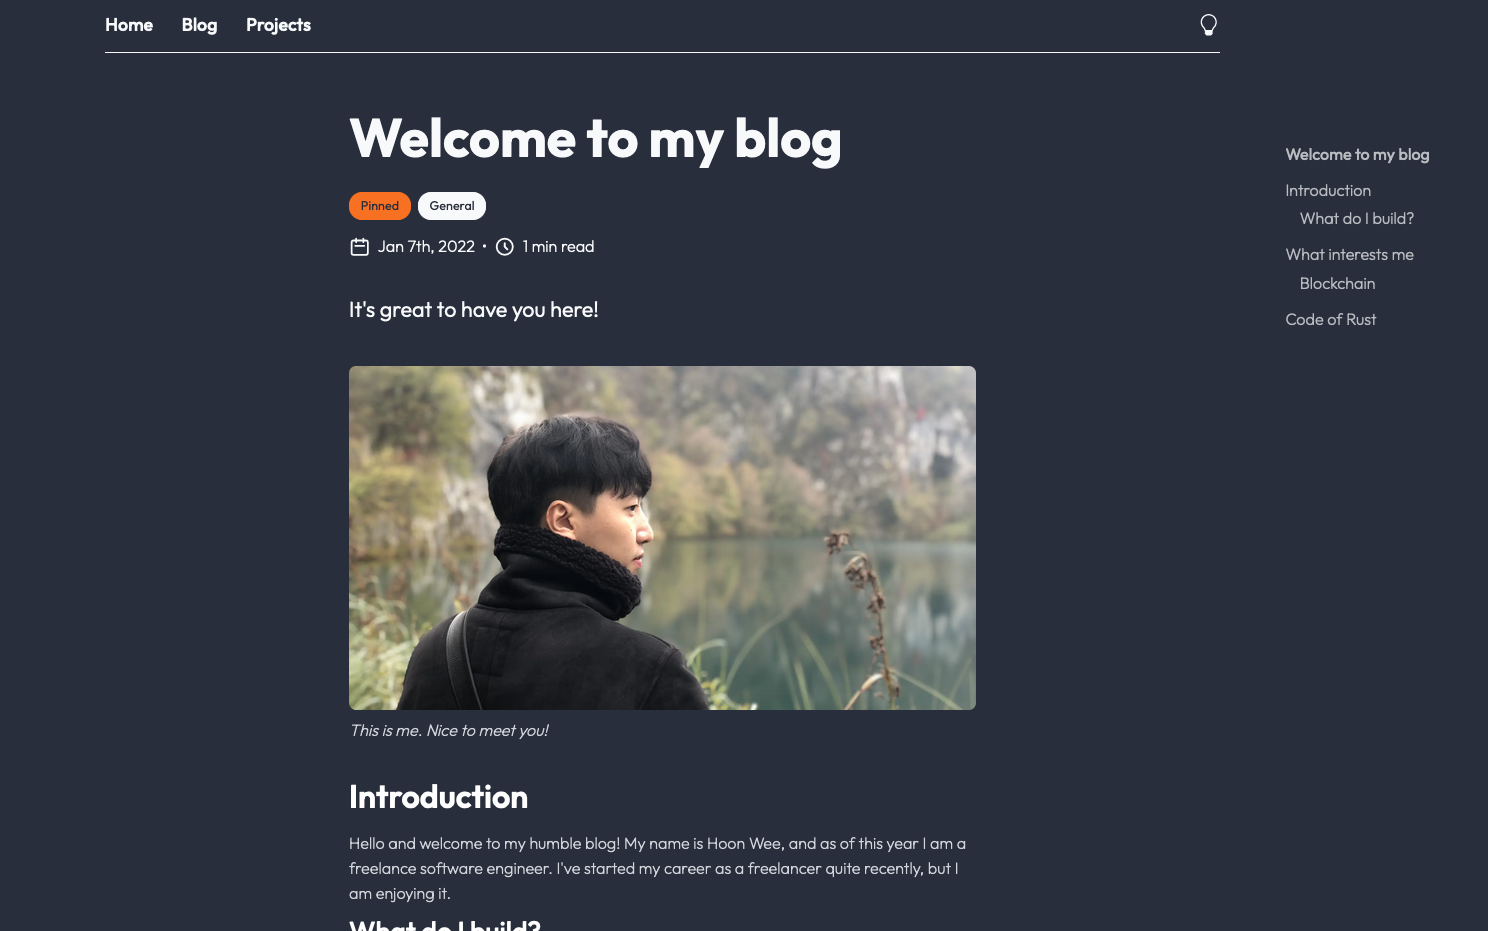 Home Blog Projects
Welcome to my blog
Pinned General
Jan 7th, 2022 • 1 min read
It's great to have you here!
This is me. Nice to meet you!
Introduction
Hello and welcome to my humble blog! My name is Hoon Wee, and as of this year I am a
freelance software engineer. I've started my career as a freelancer quite recently, but I
am enjoying it.
What do I build?
Welcome to my blog
Introduction
What do I build?
What interests me
Blockchain
Code of Rust